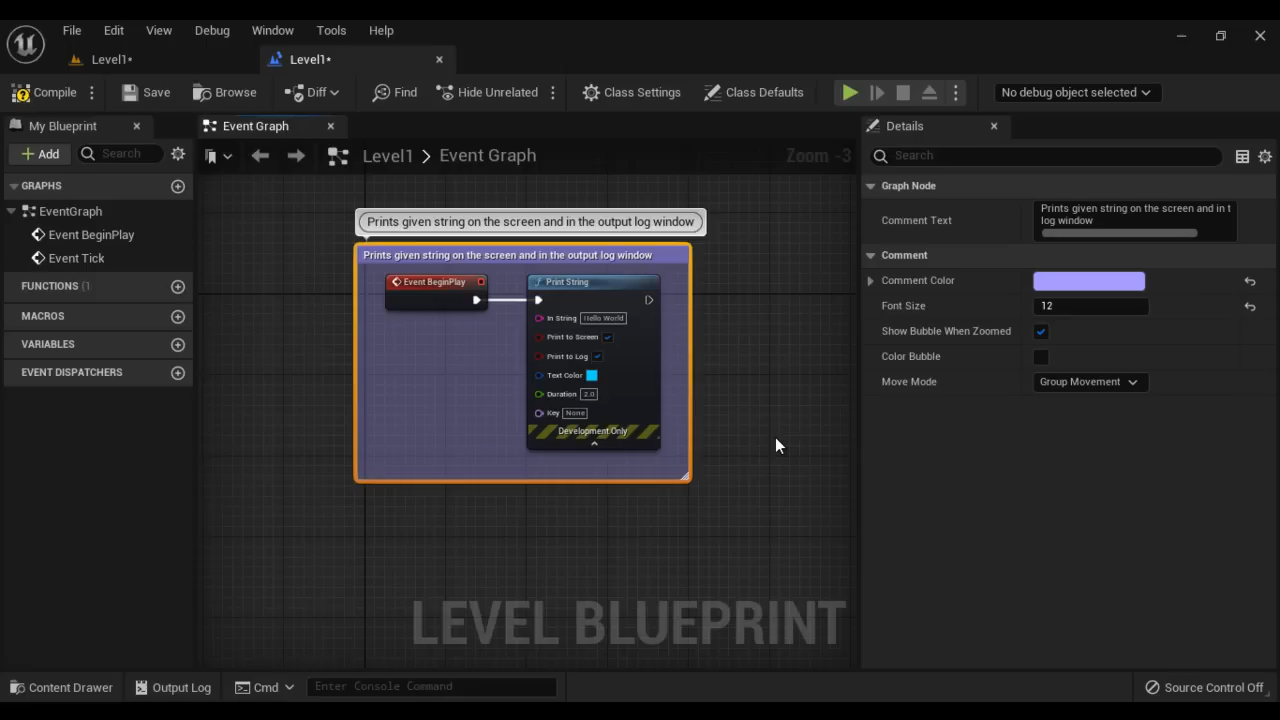 File Edit View Debug Window Tools Help
Level1• Level1•
Compile Save Browse Diff Find Hide Unrelated Class Settings Class Defaults No debug object selected
My Blueprint
Add Search
GRAPHS
EventGraph
Event BeginPlay
Event Tick
FUNCTIONS (1
MACROS
VARIABLES
EVENT DISPATCHERS
Event Graph
Level1 > Event Graph Zoom -3
Prints given string on the screen and in the output log window
Prints given string on the screen and in the output log window
Event BeginPlay
Print String
In String Hello World
Print to Screen
Print to Log
Text Color
Duration 2.0
Key None
Development Only
LEVEL BLUEPRINT
Details
Search
Graph Node
Comment Text Prints given string on the screen and in t
log window
Comment
Comment Color
Font Size 12
Show Bubble When Zoomed
Color Bubble
Move Mode Group Movement
Content Drawer Output Log Cmd Enter Console Command Source Control Off